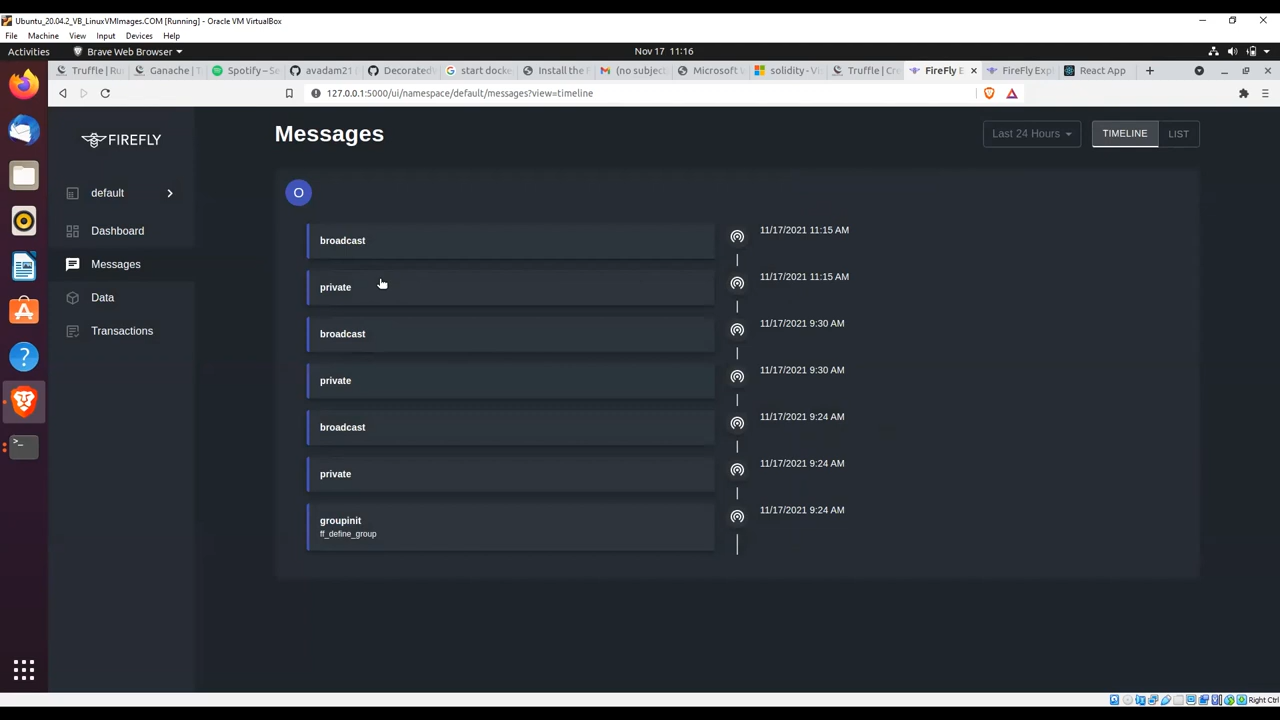 Ubuntu_20.04.2_VB_LinuxVMImages.COM [Running] - Oracle VM VirtualBox
File Machine View Input Devices Help
Activities Brave Web Browser Nov 17 11:16
Truffle | Ru Ganache | T Spotify – Se avadam21 Decorated start docke Install the F (no subject Microsoft solidity - Vi Truffle | Cre FireFly E FireFly Expl React App
127.0.0.1:5000/ui/namespace/default/messages?view=timeline
FIREFLY
default
Dashboard
Messages
Data
Transactions
Messages
Last 24 Hours TIMELINE LIST
O
broadcast 11/17/2021 11:15 AM
private 11/17/2021 11:15 AM
broadcast 11/17/2021 9:30 AM
private 11/17/2021 9:30 AM
broadcast 11/17/2021 9:24 AM
private 11/17/2021 9:24 AM
groupinit 11/17/2021 9:24 AM
ff_define_group
Right Ctrl